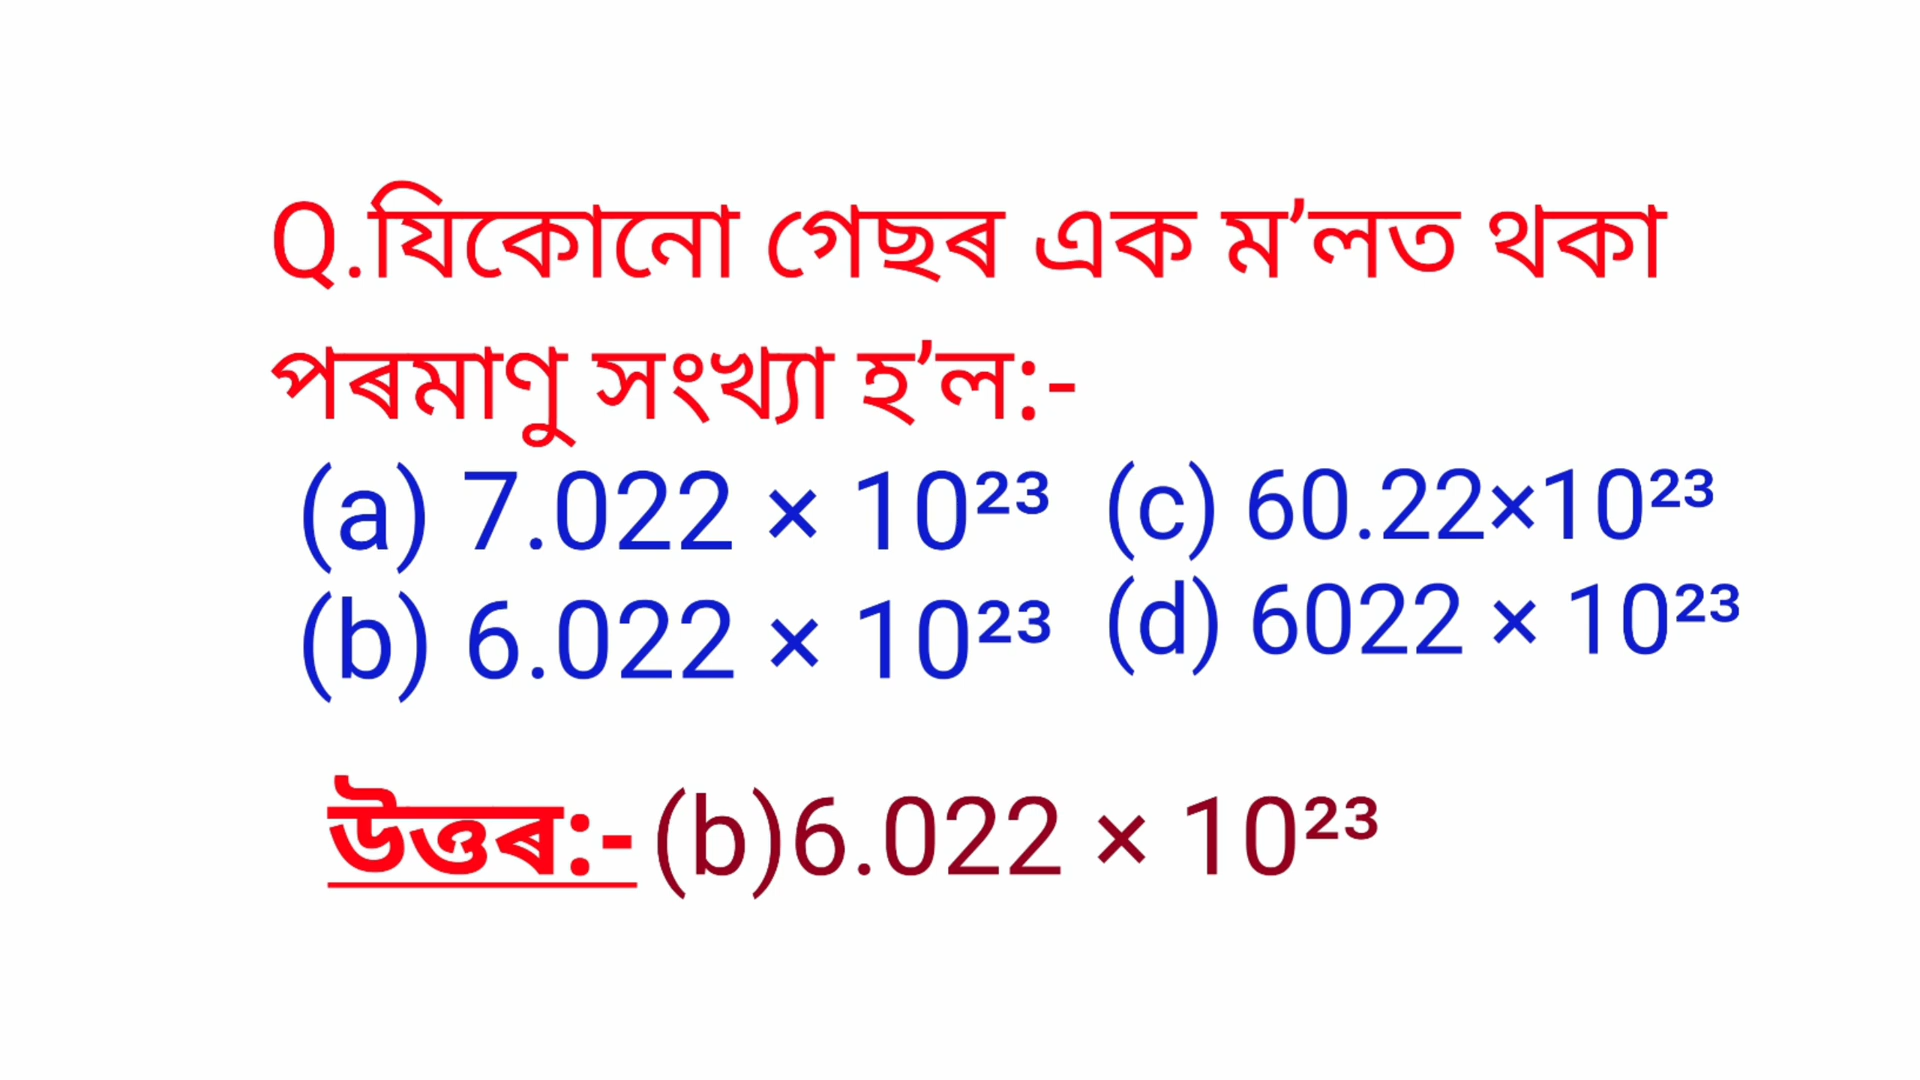 Q.যিকোনো গেছৰ এক ম’লত থকা
পৰমাণু সংখ্যা হ’ল:-
(a) 7.022 × 10²³ (c) 60.22×10²³
(b) 6.022 × 10²³ (d) 6022 × 10²³
উত্তৰ:- (b)6.022 × 10²³